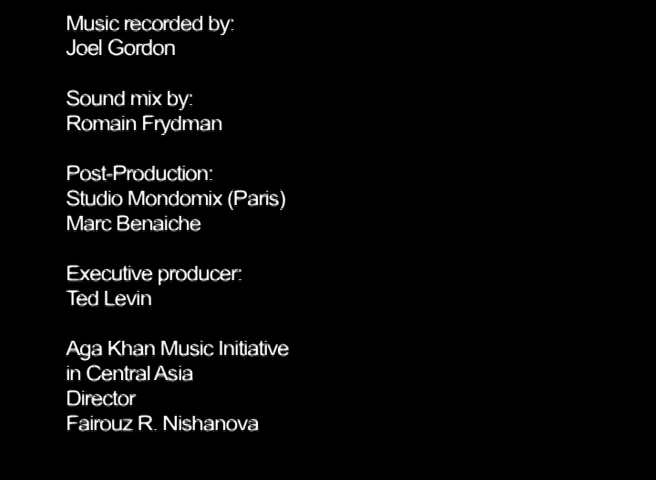 Music recorded by:
Joel Gordon
Sound mix by:
Romain Frydman
Post-Production:
Studio Mondomix (Paris)
Marc Benaiche
Executive producer:
Ted Levin
Aga Khan Music Initiative
in Central Asia
Director
Fairouz R. Nishanova